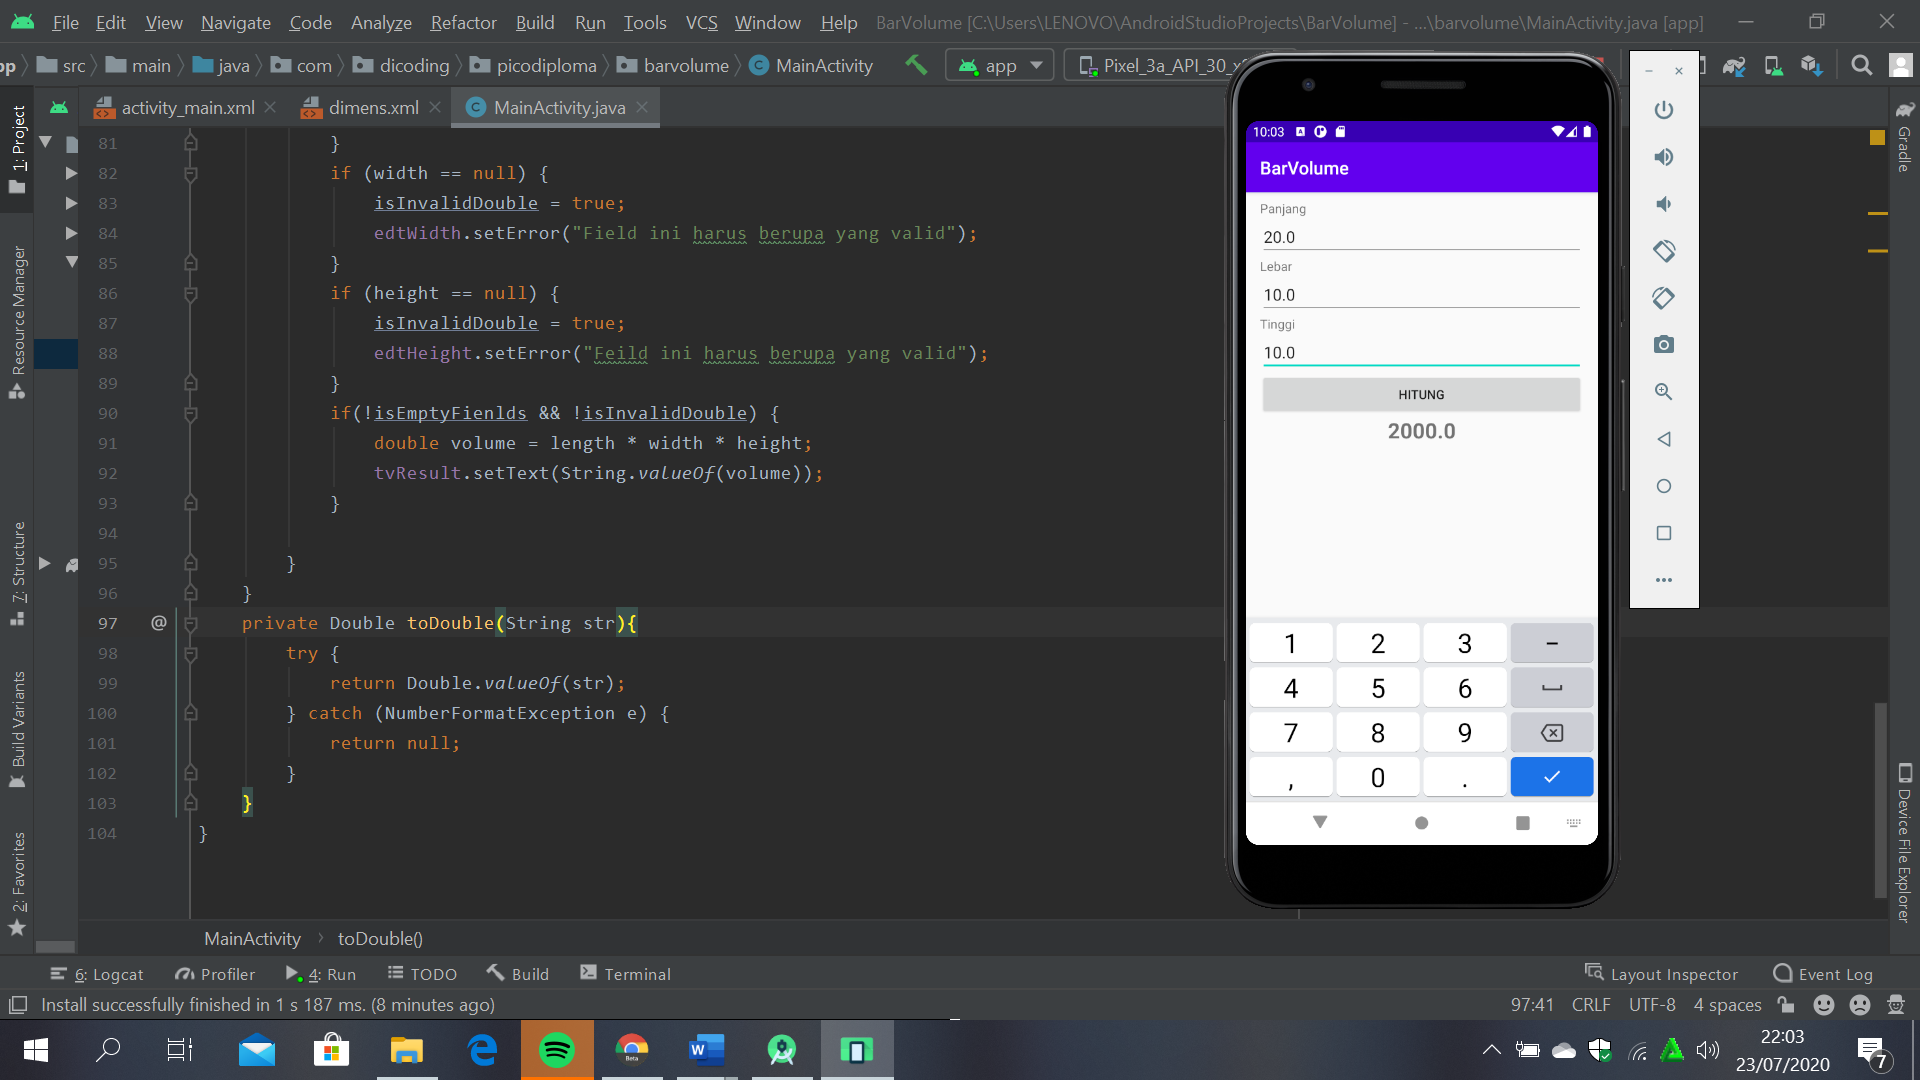 File Edit View Navigate Code Analyze Refactor Build Run Tools VCS Window Help BarVolume [C:\Users\LENOVO\AndroidStudioProjects\BarVolume] - ...\barvolume\MainActivity.java [app]
pp src main java com dicoding picodiploma barvolume MainActivity app Pixel_3a_API_30_x
activity_main.xml dimens.xml MainActivity.java
1: Project
Resource Manager
7: Structure
Build Variants
2: Favorites
81 }
82 if (width == null) {
83 isInvalidDouble = true;
84 edtWidth.setError("Field ini harus berupa yang valid");
85 }
86 if (height == null) {
87 isInvalidDouble = true;
88 edtHeight.setError("Feild ini harus berupa yang valid");
89 }
90 if(!isEmptyFienlds && !isInvalidDouble) {
91 double volume = length * width * height;
92 tvResult.setText(String.valueOf(volume));
93 }
94
95 }
96 }
97 @ private Double toDouble(String str){
98 try {
99 return Double.valueOf(str);
100 } catch (NumberFormatException e) {
101 return null;
102 }
103 }
104 }
10:03
BarVolume
Panjang
20.0
Lebar
10.0
Tinggi
10.0
HITUNG
2000.0
1 2 3 −
4 5 6
7 8 9
, 0 .
Gradle
Device File Explorer
MainActivity toDouble()
6: Logcat Profiler 4: Run TODO Build Terminal Layout Inspector Event Log
Install successfully finished in 1 s 187 ms. (8 minutes ago) 97:41 CRLF UTF-8 4 spaces
Beta
W
22:03
23/07/2020
7